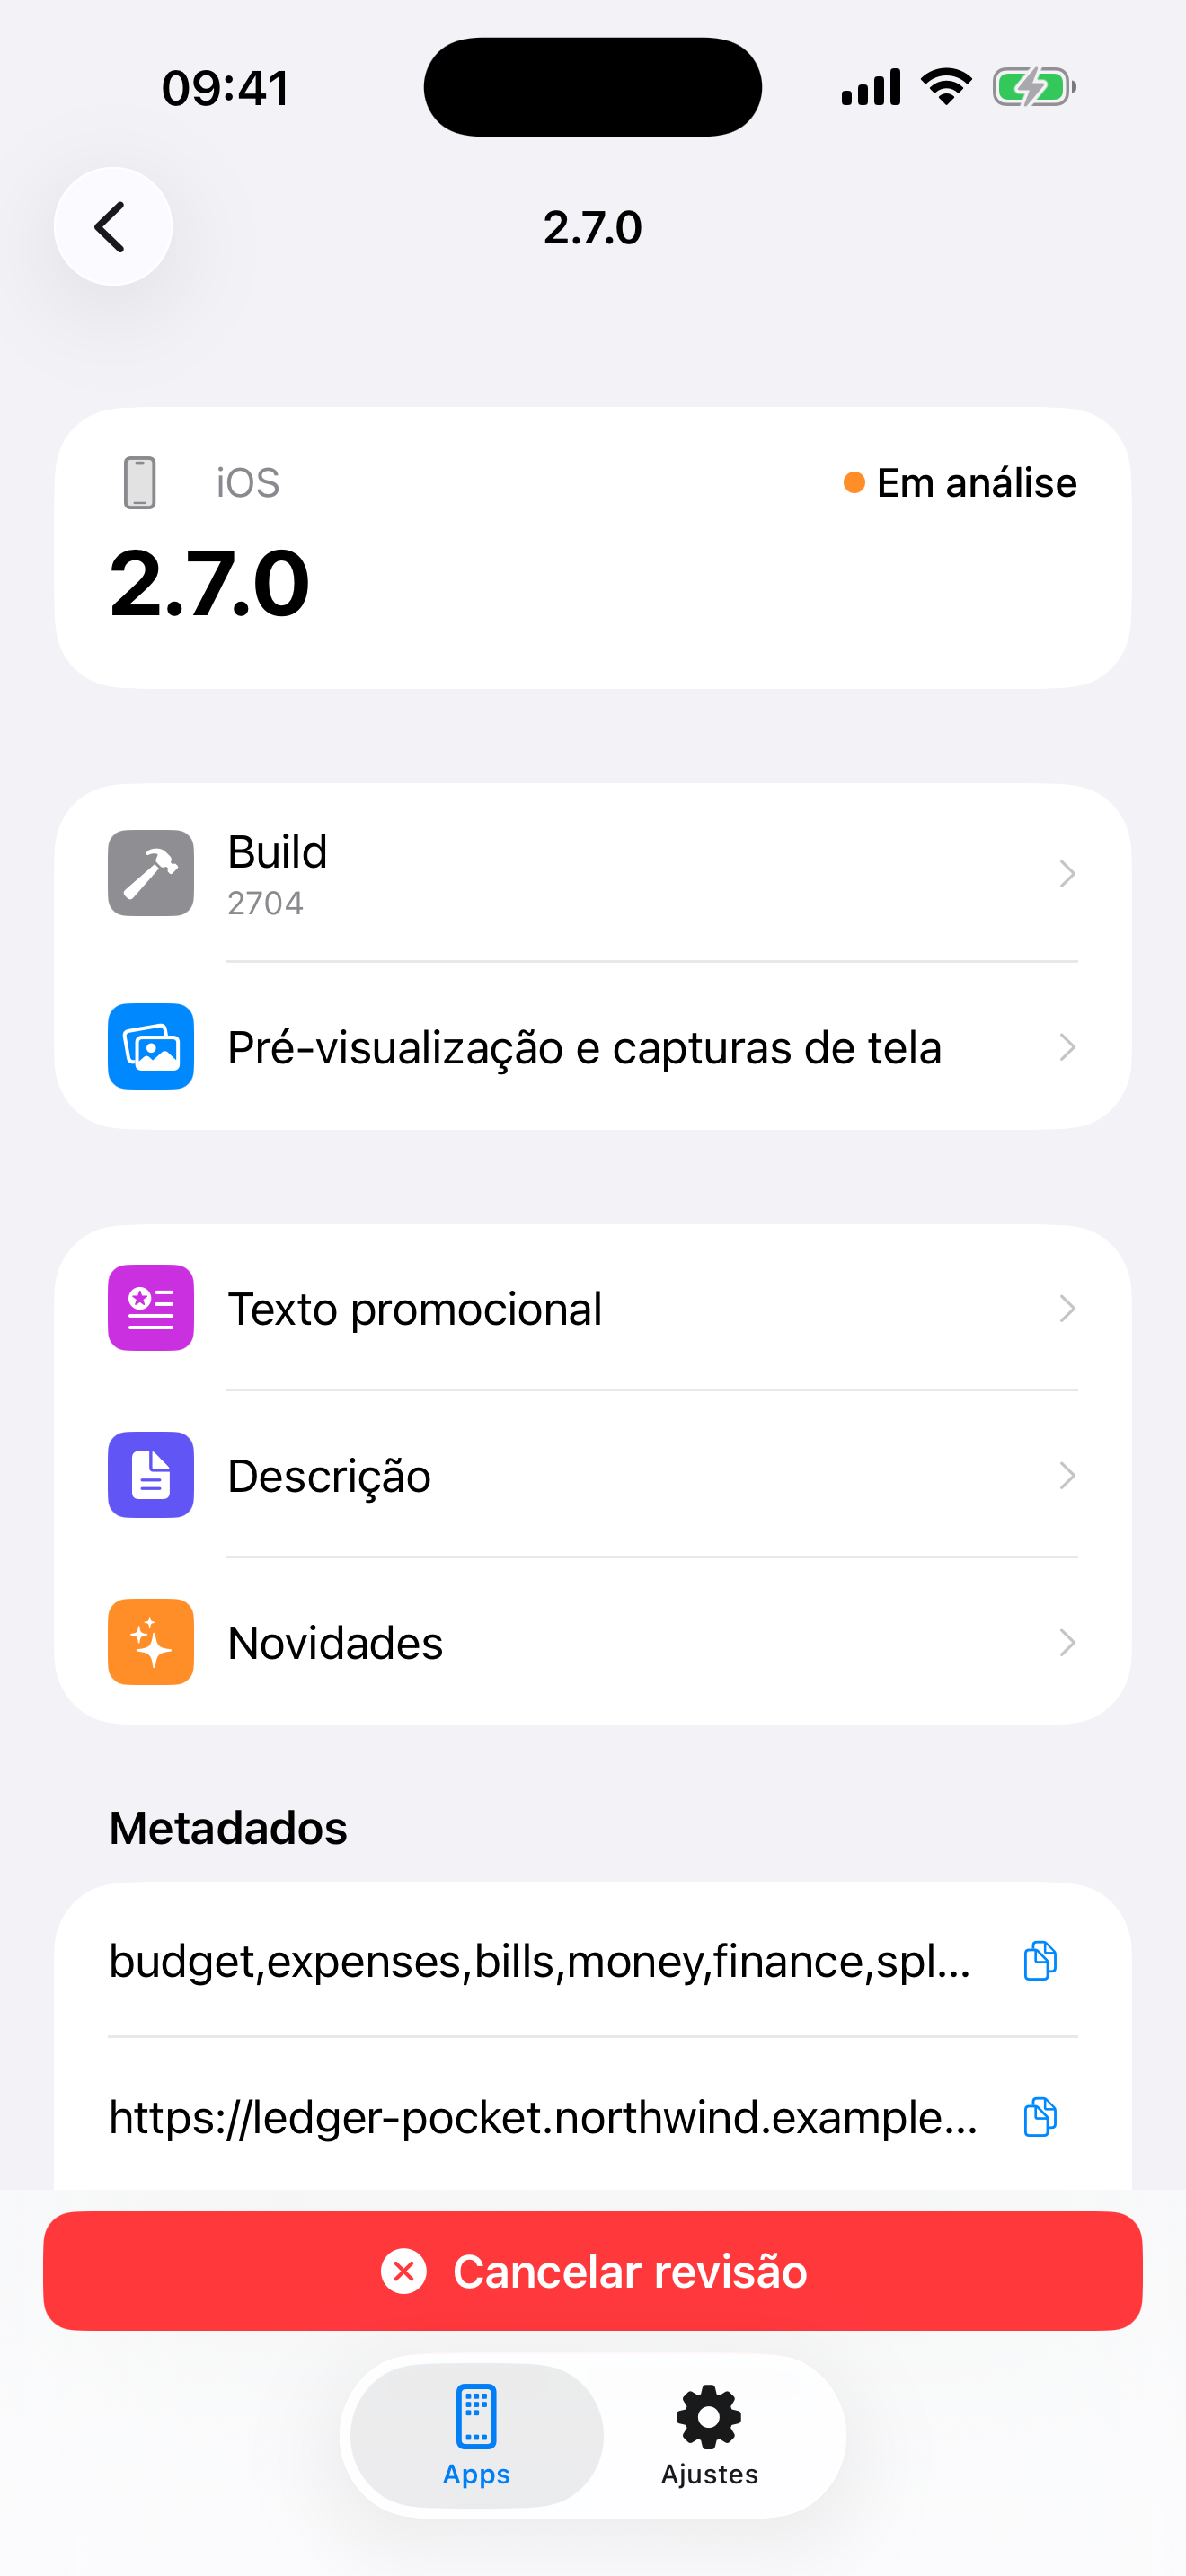 09:41
2.7.0
iOS
Em análise
2.7.0
Build
2704
Pré-visualização e capturas de tela
Texto promocional
Descrição
Novidades
Metadados
budget,expenses,bills,money,finance,spl...
https://ledger-pocket.northwind.example...
Cancelar revisão
Apps
Ajustes